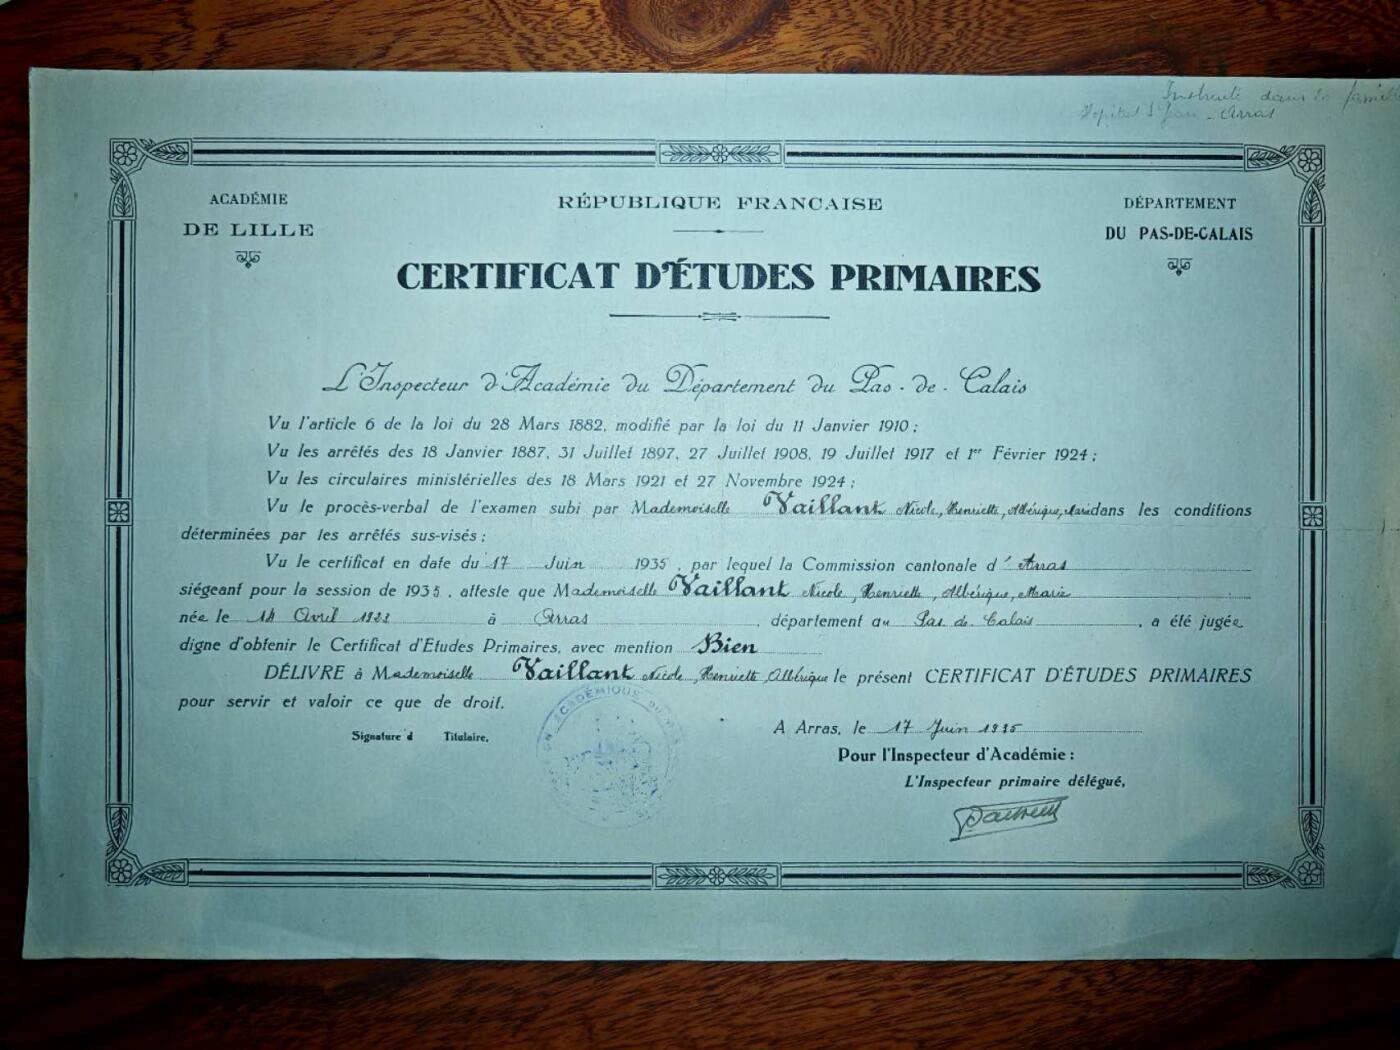 Instruite dans la famille
Hôpital St Jean - Arras
ACADÉMIE
DE LILLE
RÉPUBLIQUE FRANCAISE
DÉPARTEMENT
DU PAS-DE-CALAIS
CERTIFICAT D'ÉTUDES PRIMAIRES
L'Inspecteur d'Académie du Département du Pas-de-Calais
Vu l'article 6 de la loi du 28 Mars 1882, modifié par la loi du 11 Janvier 1910 ;
Vu les arrêtés des 18 Janvier 1887, 31 Juillet 1897, 27 Juillet 1908, 19 Juillet 1917 et 1er Février 1924 ;
Vu les circulaires ministérielles des 18 Mars 1921 et 27 Novembre 1924 ;
Vu le procès-verbal de l'examen subi par Mademoiselle Vaillant Nicole, Henriette, Albérique, Marie dans les conditions
déterminées par les arrêtés sus-visés ;
Vu le certificat en date du 17 Juin 1935, par lequel la Commission cantonale d'Arras
siégeant pour la session de 1935, atteste que Mademoiselle Vaillant Nicole, Henriette, Albérique, Marie
née le 14 Avril 1923 à Arras, département du Pas de Calais, a été jugée
digne d'obtenir le Certificat d'Etudes Primaires, avec mention Bien
DÉLIVRE à Mademoiselle Vaillant Nicole, Henriette, Albérique le présent CERTIFICAT D'ÉTUDES PRIMAIRES
pour servir et valoir ce que de droit.
Signature d Titulaire,
ACADÉMIQUE DU
A Arras, le 17 Juin 1935
Pour l'Inspecteur d'Académie :
L'Inspecteur primaire délégué,